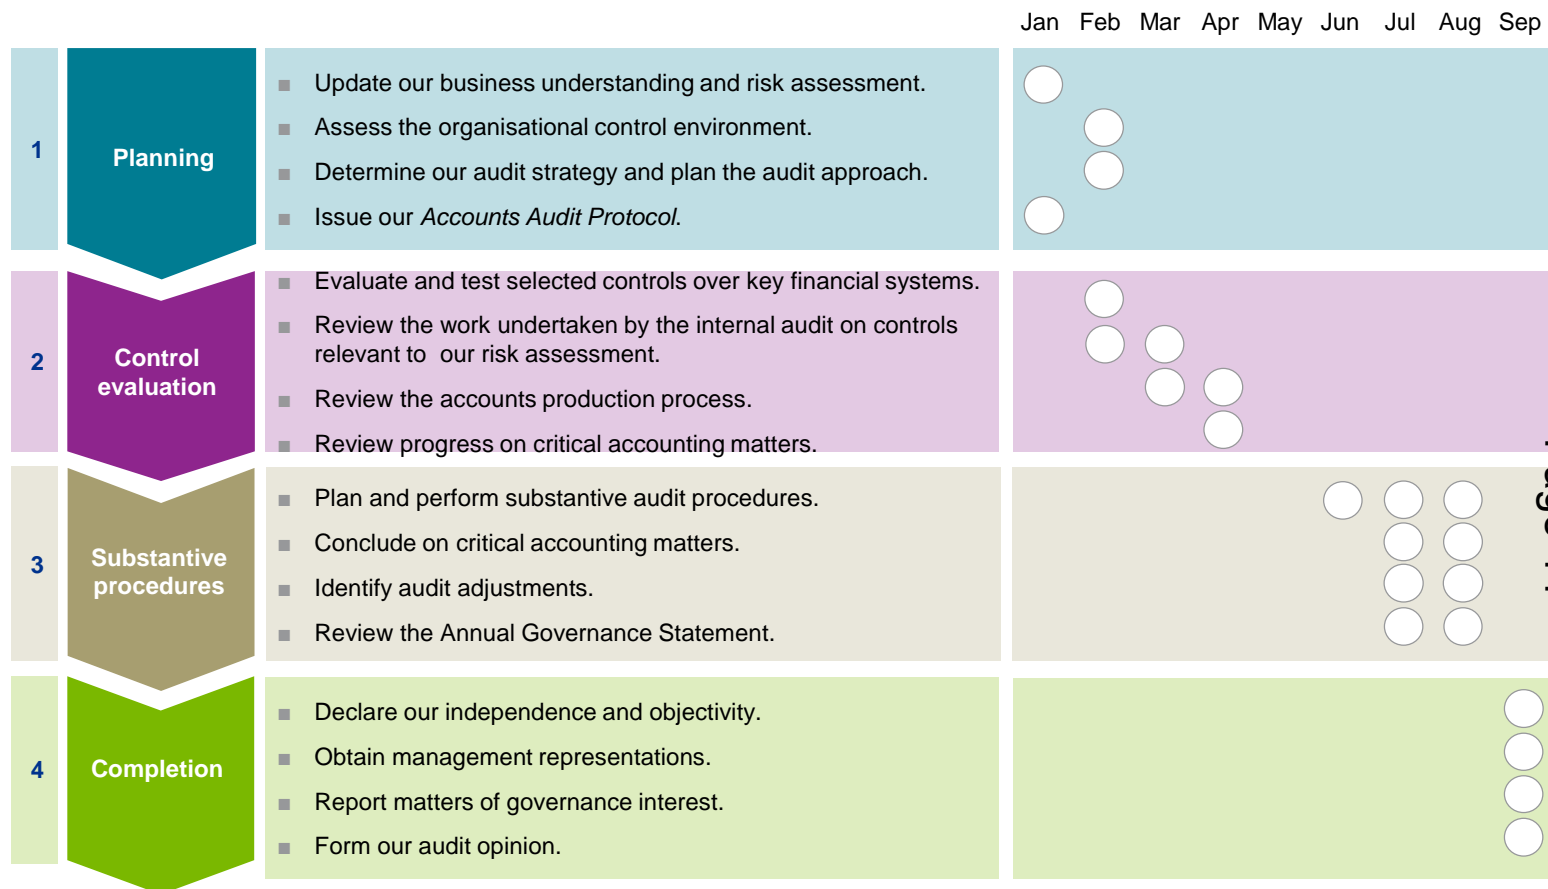 Jan Feb Mar Apr May Jun Jul Aug Sep
1
Planning
Update our business understanding and risk assessment.
Assess the organisational control environment.
Determine our audit strategy and plan the audit approach.
Issue our Accounts Audit Protocol.
2
Control
evaluation
Evaluate and test selected controls over key financial systems.
Review the work undertaken by the internal audit on controls
relevant to our risk assessment.
Review the accounts production process.
Review progress on critical accounting matters.
3
Substantive
procedures
Plan and perform substantive audit procedures.
Conclude on critical accounting matters.
Identify audit adjustments.
Review the Annual Governance Statement.
4
Completion
Declare our independence and objectivity.
Obtain management representations.
Report matters of governance interest.
Form our audit opinion.